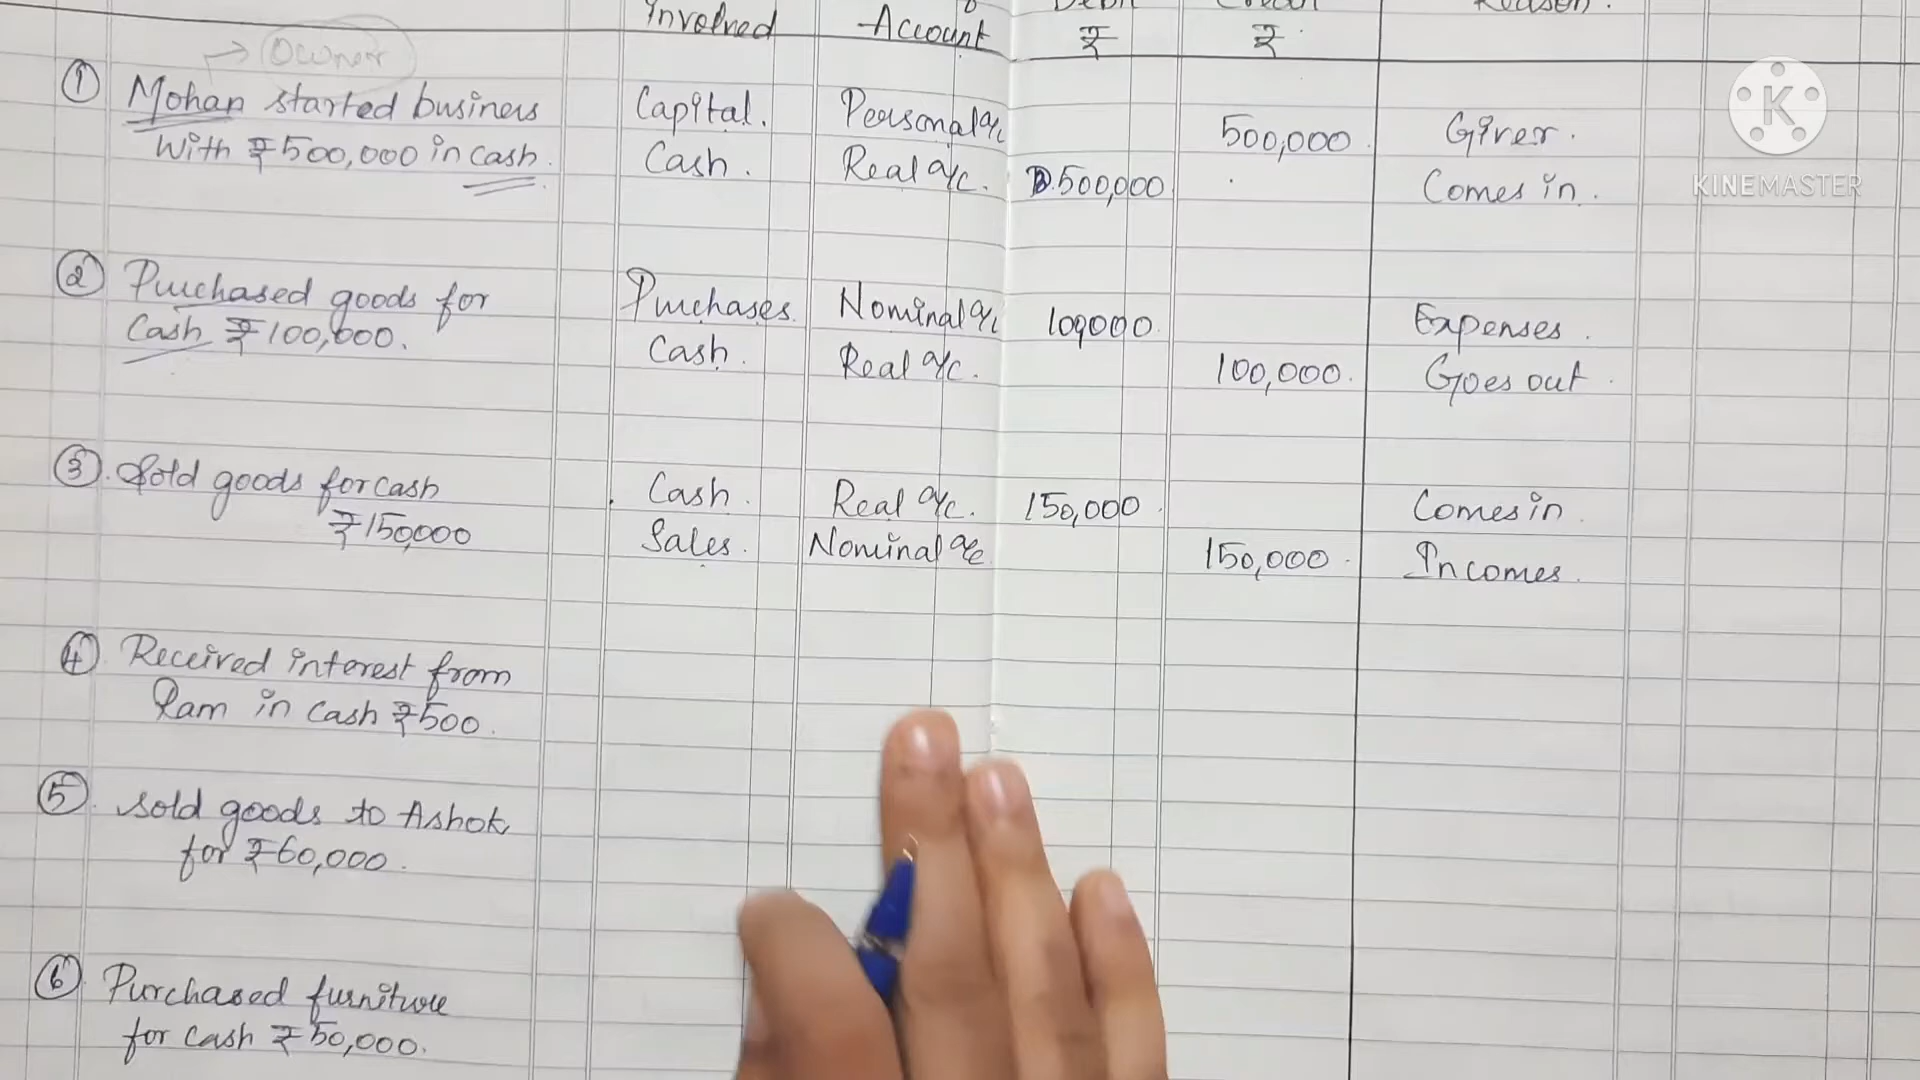 Involved Account Debit Credit Reason.
₹ ₹
→ Owner
① Mohan started business Capital. Personal a/c 500,000 Giver.
With ₹500,000 in cash. Cash. Real a/c. 500,000 Comes in.
② Purchased goods for Purchases. Nominal a/c 100000. Expenses.
Cash ₹100,000. Cash. Real a/c. 100,000. Goes out.
③. Sold goods for cash Cash. Real a/c. 150,000. Comes in.
₹150,000 Sales. Nominal a/c 150,000. Incomes.
④. Received interest from
Ram in cash ₹500.
⑤. sold goods to Ashok
for ₹60,000.
⑥. Purchased furniture
for cash ₹50,000.
K
KINEMASTER